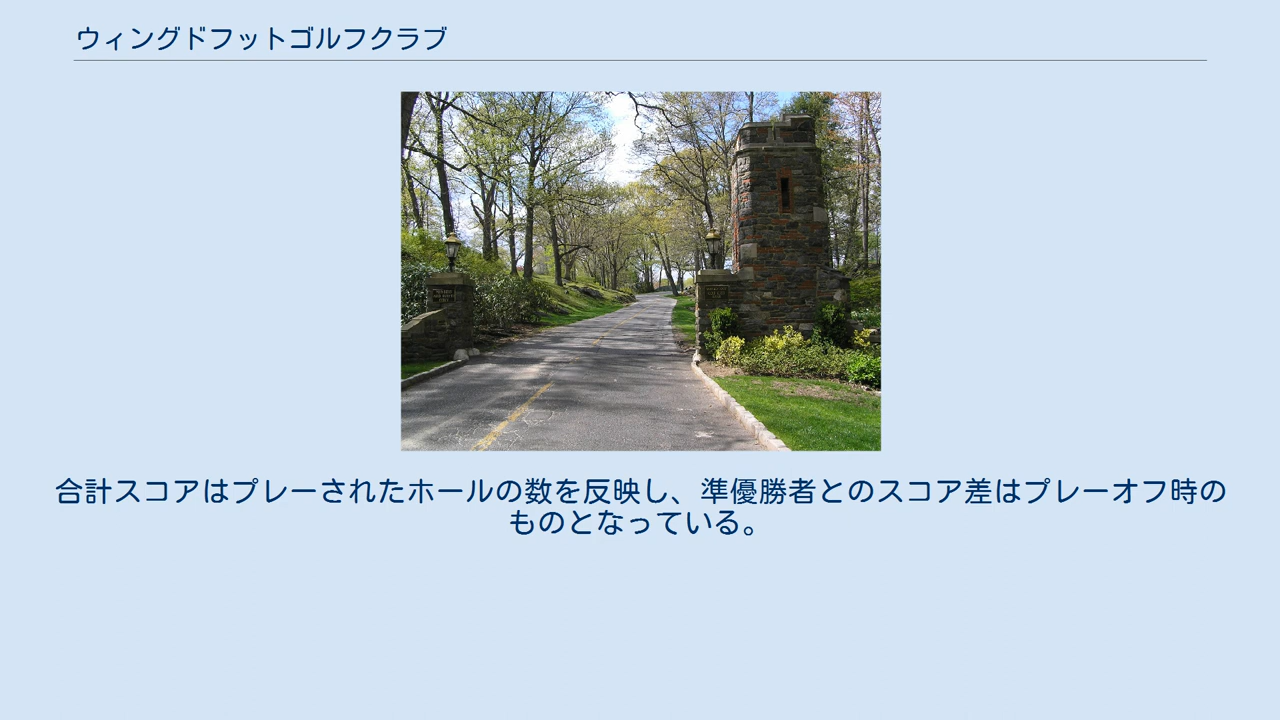 ウィングドフットゴルフクラブ
合計スコアはプレーされたホールの数を反映し、準優勝者とのスコア差はプレーオフ時の
ものとなっている。